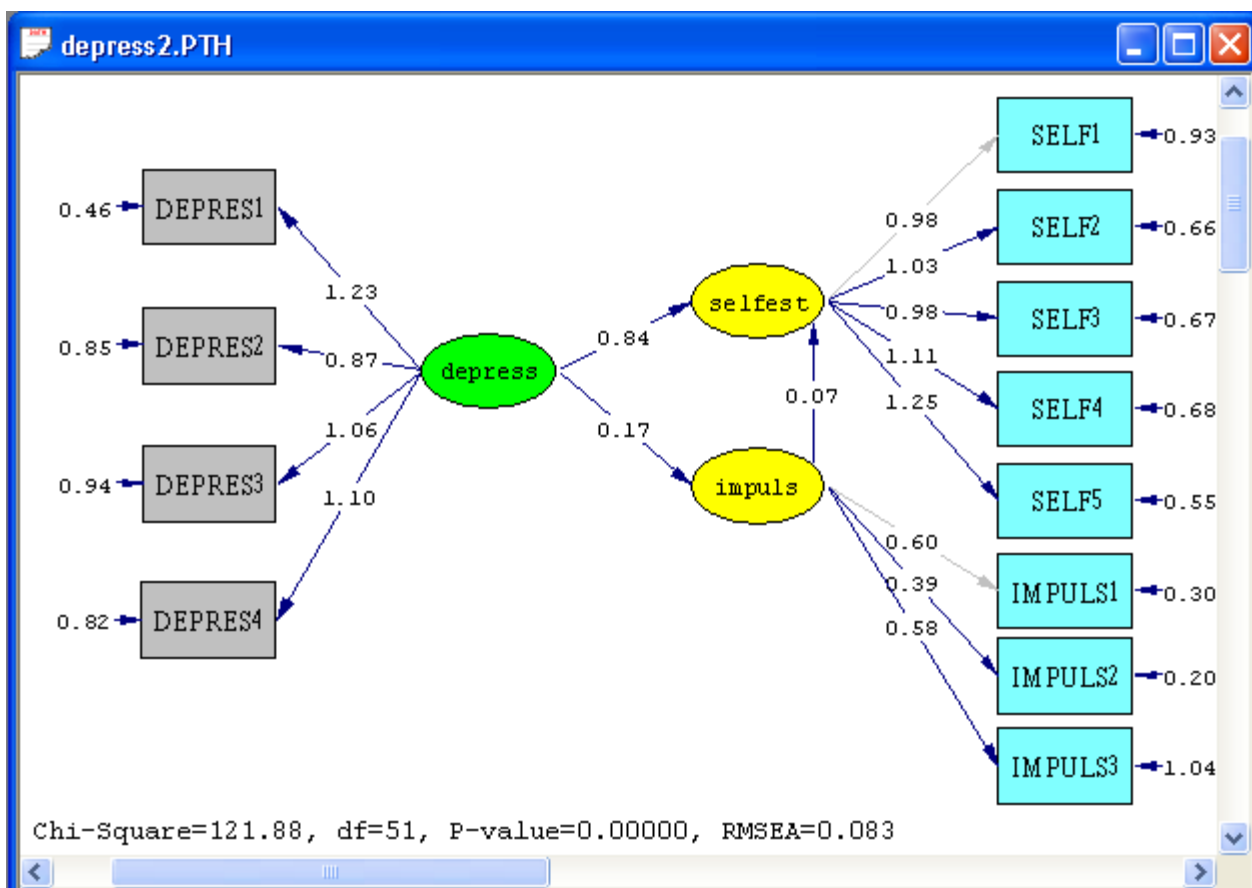 depress2.PTH
SELF1
0.93
0.46
DEPRES1
0.98
SELF2
0.66
1.03
1.23
selfest
0.98
SELF3
0.67
0.85
DEPRES2
0.87
0.84
1.11
depress
0.07
1.25
SELF4
0.68
1.06
0.17
0.94
DEPRES3
1.10
impuls
SELF5
0.55
0.60
0.39
IMPULS1
0.30
0.82
DEPRES4
0.58
IMPULS2
0.20
IMPULS3
1.04
Chi-Square=121.88, df=51, P-value=0.00000, RMSEA=0.083